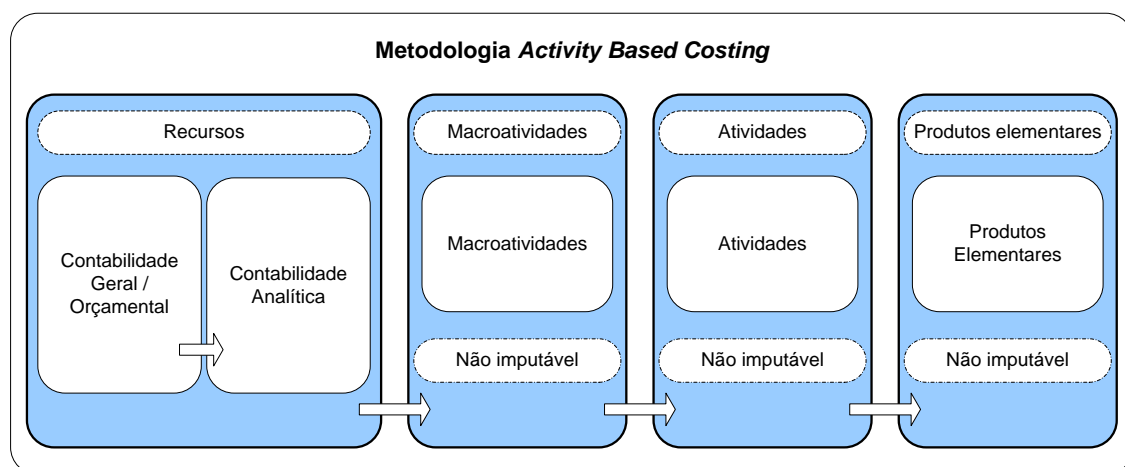 Metodologia Activity Based Costing
Recursos
Contabilidade
Geral /
Orçamental
Contabilidade
Analítica
Macroatividades
Macroatividades
Não imputável
Atividades
Atividades
Não imputável
Produtos elementares
Produtos
Elementares
Não imputável